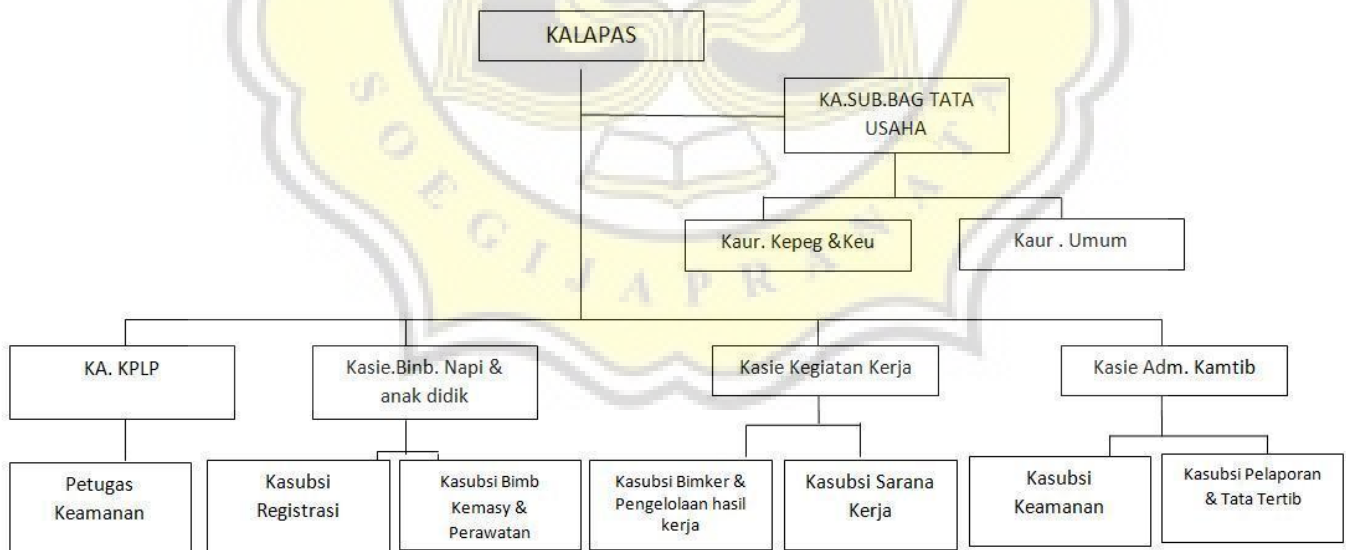 KALAPAS
KA.SUB.BAG TATA
USAHA
Kaur. Kepeg &Keu
Kaur . Umum
SOEGIJAPRANATA
KA. KPLP
Kasie.Binb. Napi &
anak didik
Kasie Kegiatan Kerja
Kasie Adm. Kamtib
Petugas
Keamanan
Kasubsi
Registrasi
Kasubsi Bimb
Kemasy &
Perawatan
Kasubsi Bimker &
Pengelolaan hasil
kerja
Kasubsi Sarana
Kerja
Kasubsi
Keamanan
Kasubsi Pelaporan
& Tata Tertib